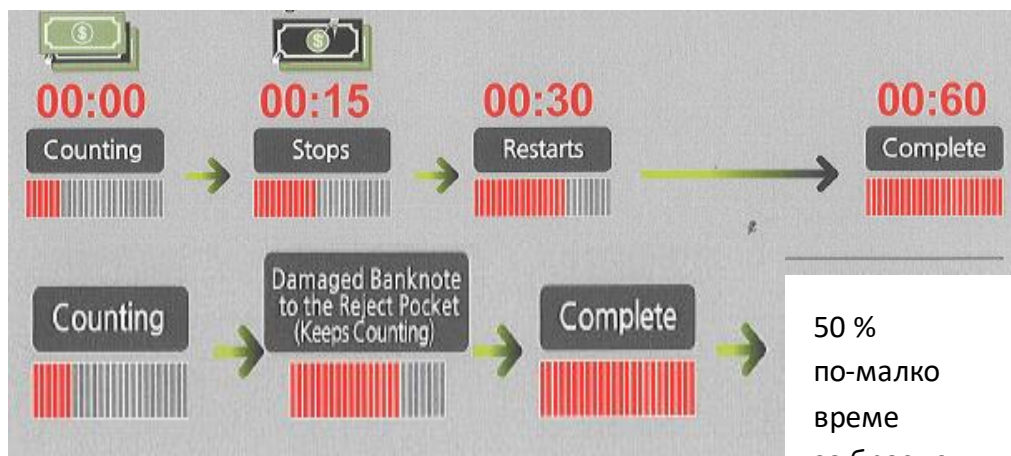 00:00 00:15 00:30 00:60
Counting Stops Restarts Complete
Counting
Damaged Banknote
to the Reject Pocket
(Keeps Counting)
Complete
50 %
по-малко
време